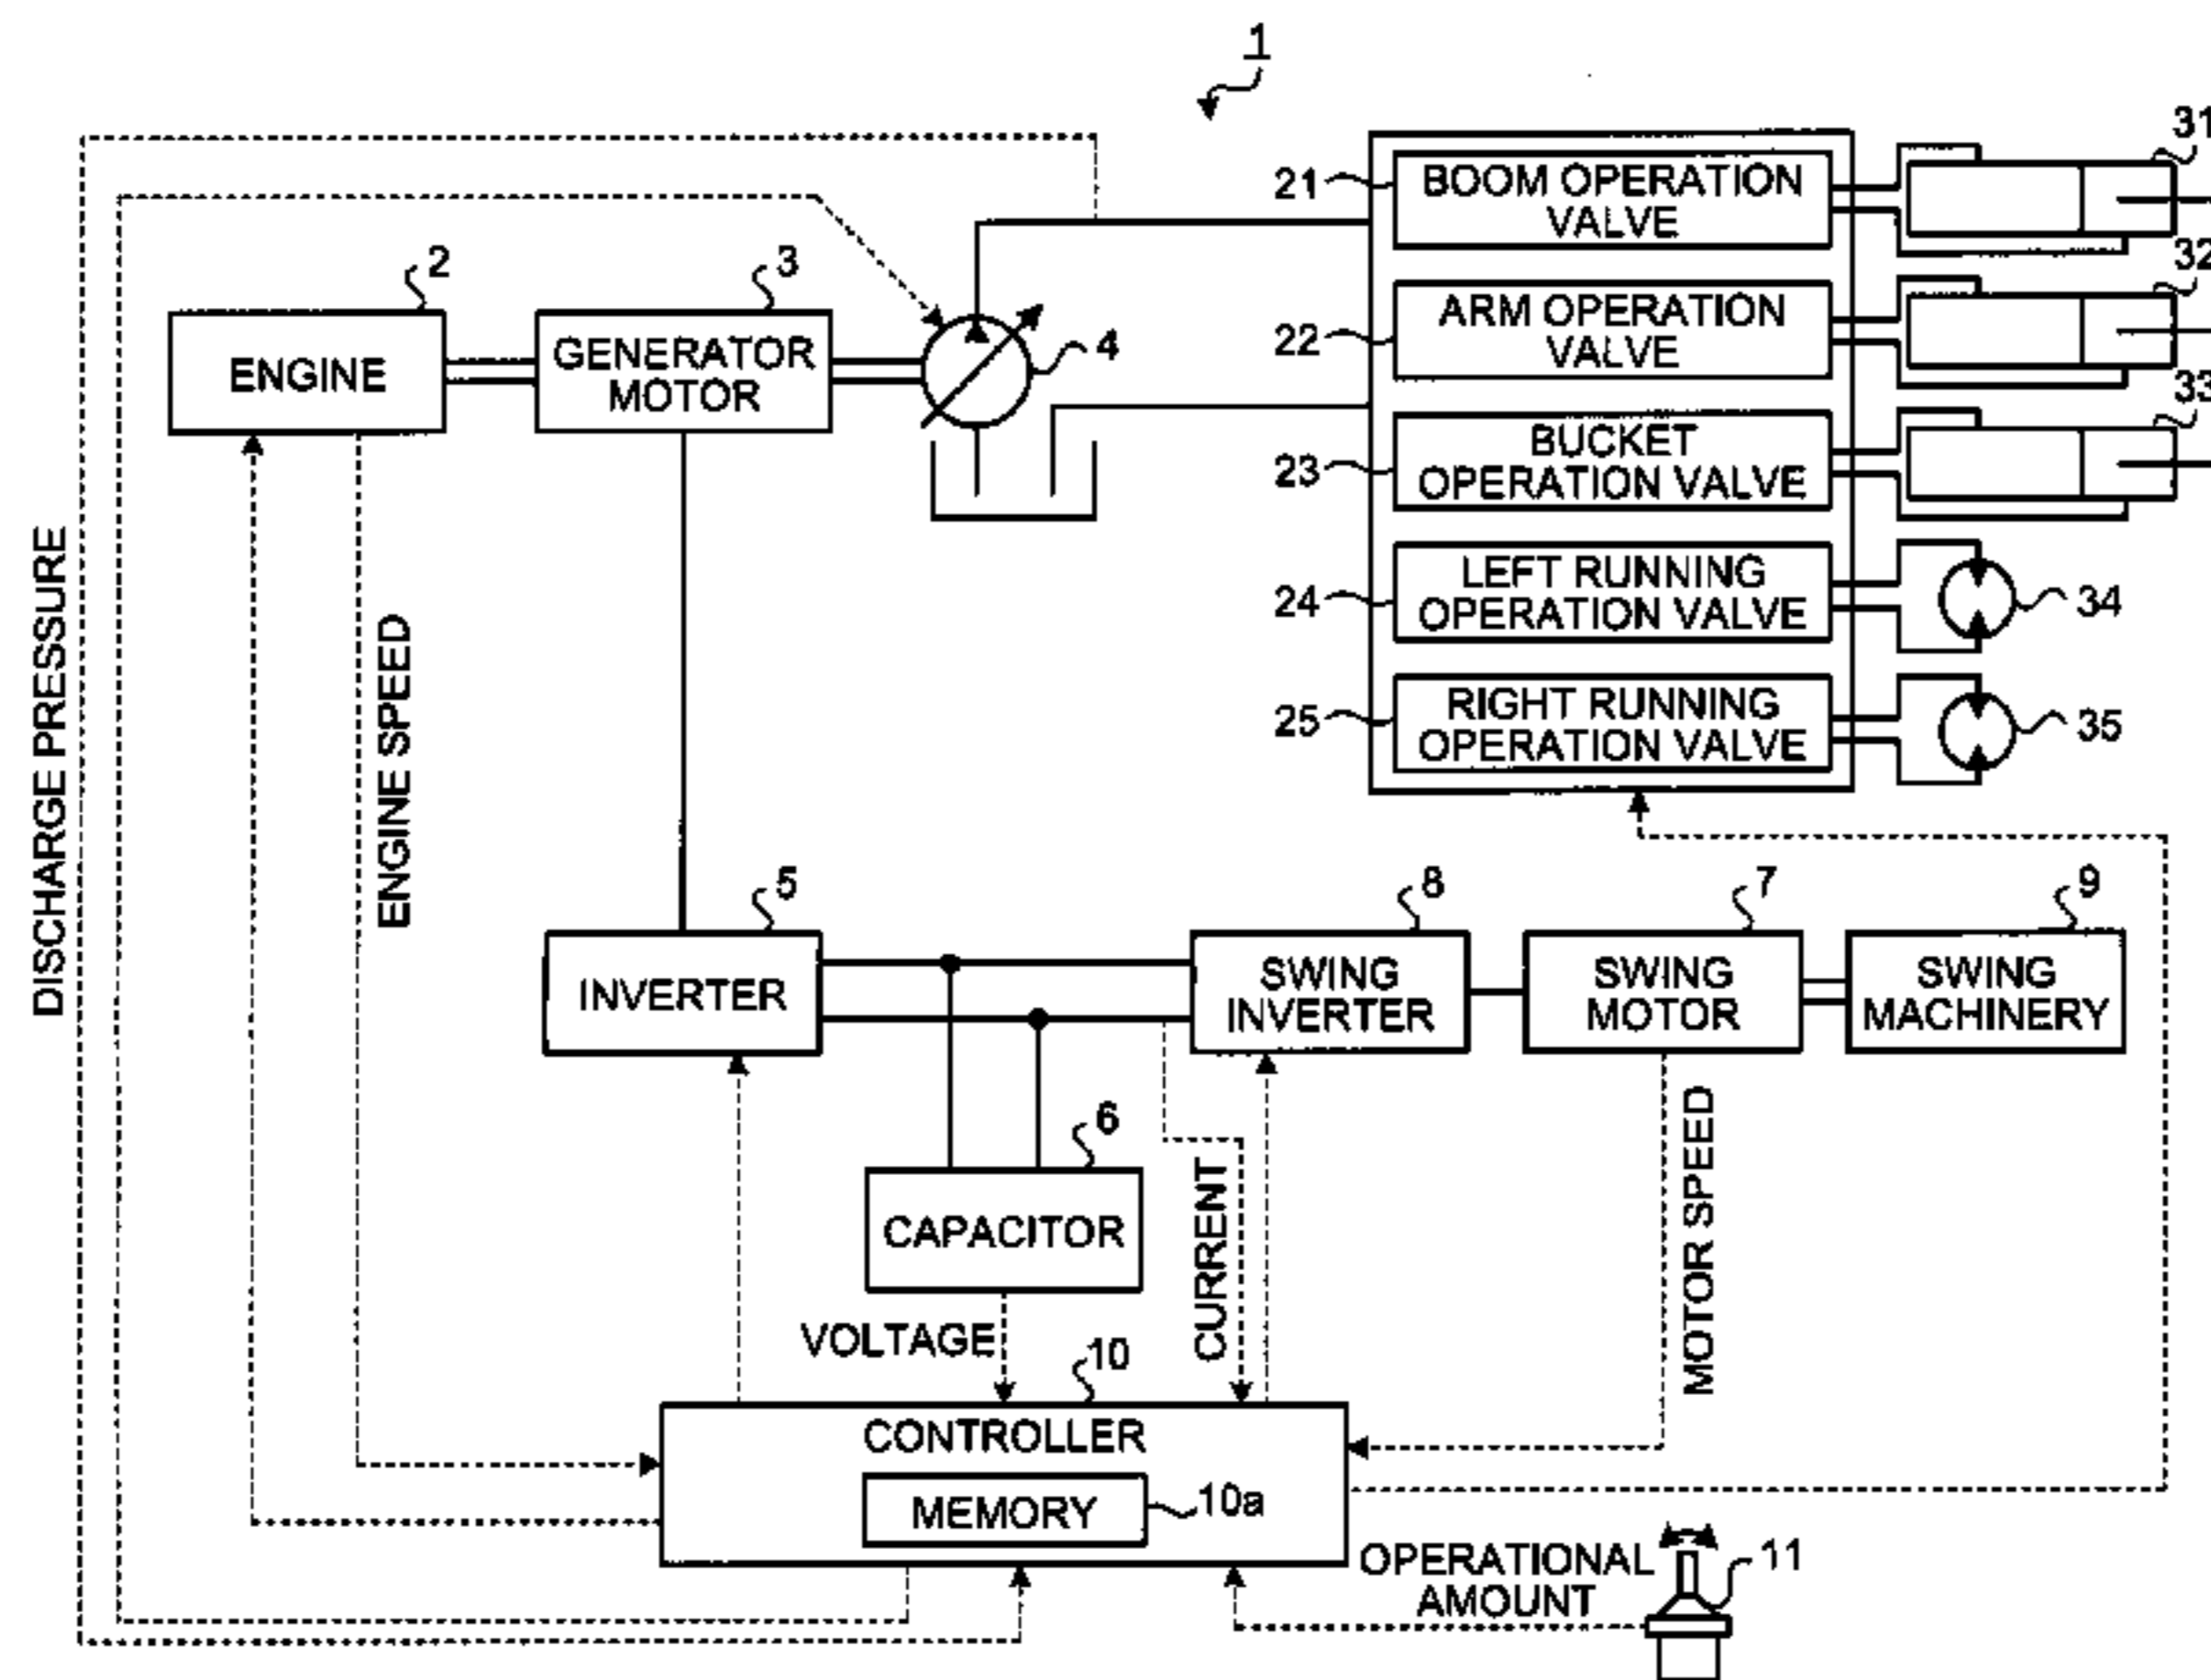 1
31
21
BOOM OPERATION
VALVE
2
3
32
ENGINE
GENERATOR
MOTOR
4
22
ARM OPERATION
VALVE
33
23
BUCKET
OPERATION VALVE
DISCHARGE PRESSURE
ENGINE SPEED
24
LEFT RUNNING
OPERATION VALVE
34
25
RIGHT RUNNING
OPERATION VALVE
35
5
8
7
9
INVERTER
SWING
INVERTER
SWING
MOTOR
SWING
MACHINERY
6
CAPACITOR
CURRENT
MOTOR SPEED
VOLTAGE
10
CONTROLLER
MEMORY
10a
OPERATIONAL
AMOUNT
11